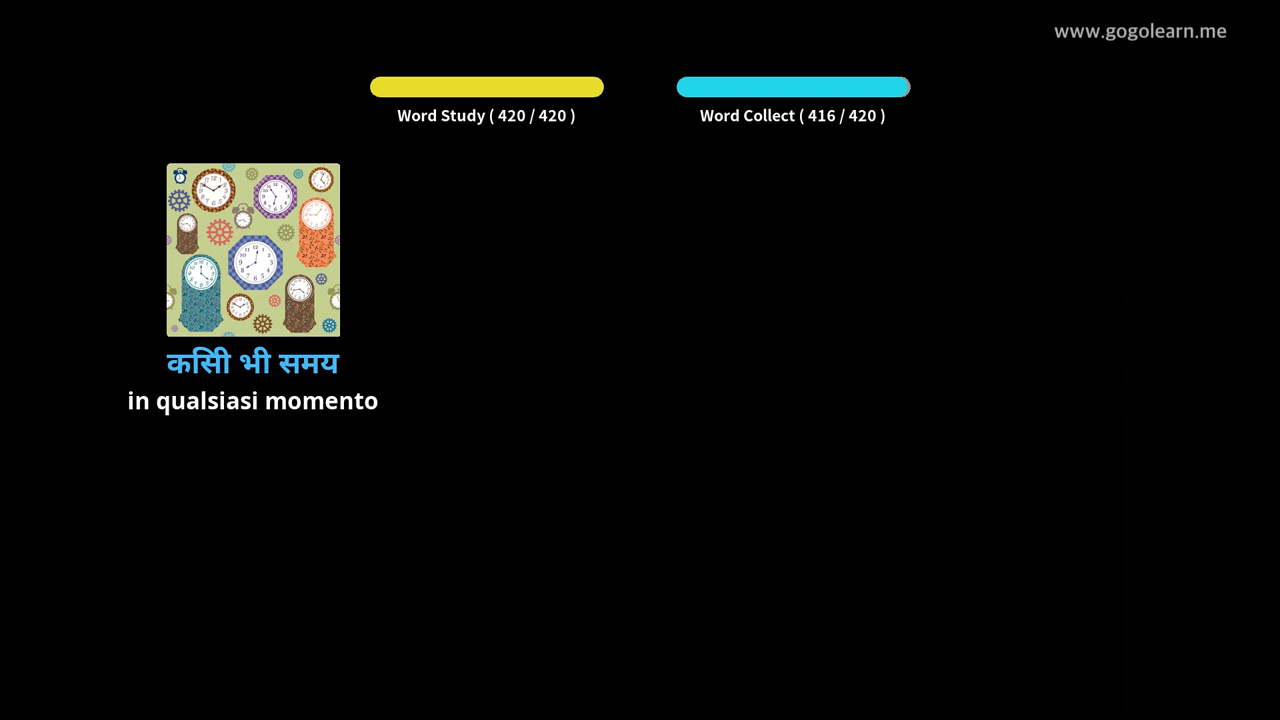 www.gogolearn.me
Word Study ( 420 / 420 )
Word Collect ( 416 / 420 )
किसी भी समय
in qualsiasi momento